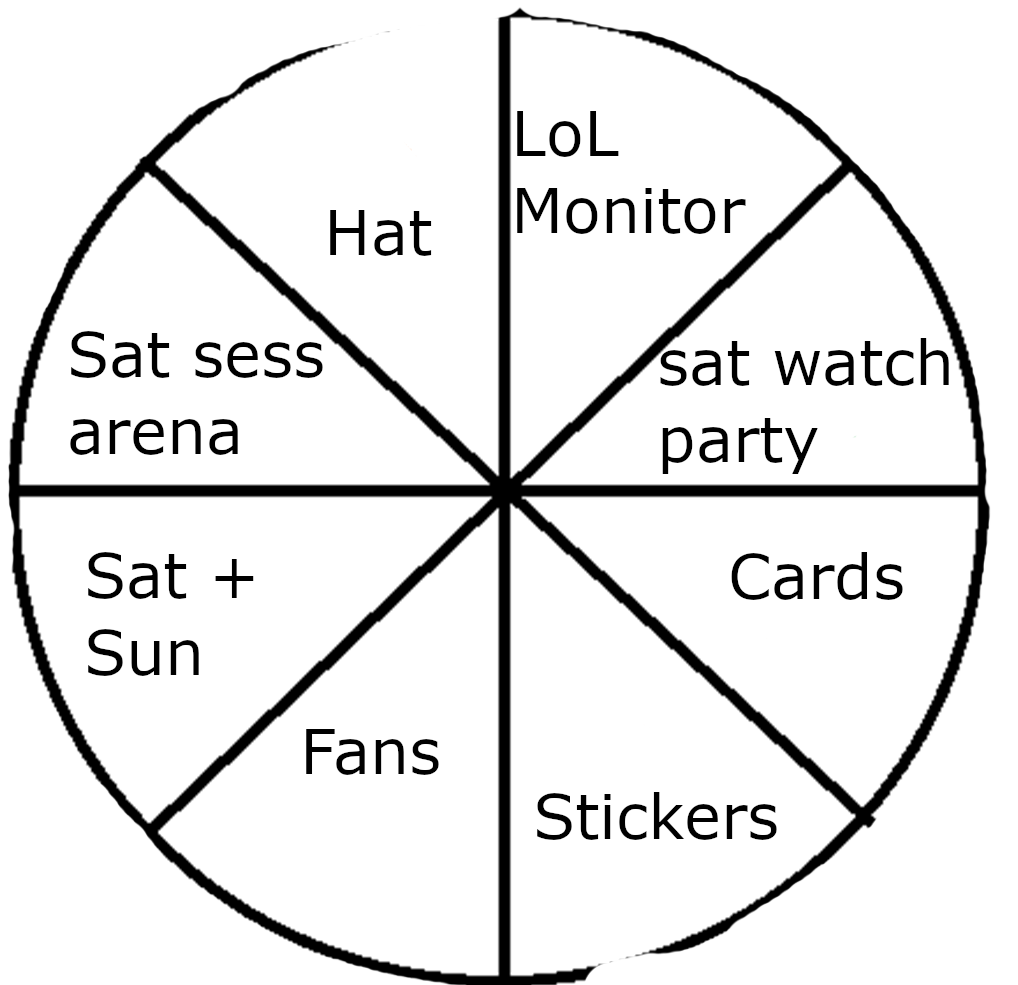 LoL
Monitor
Hat
Sat sess
arena
sat watch
party
Sat +
Sun
Cards
Fans
Stickers